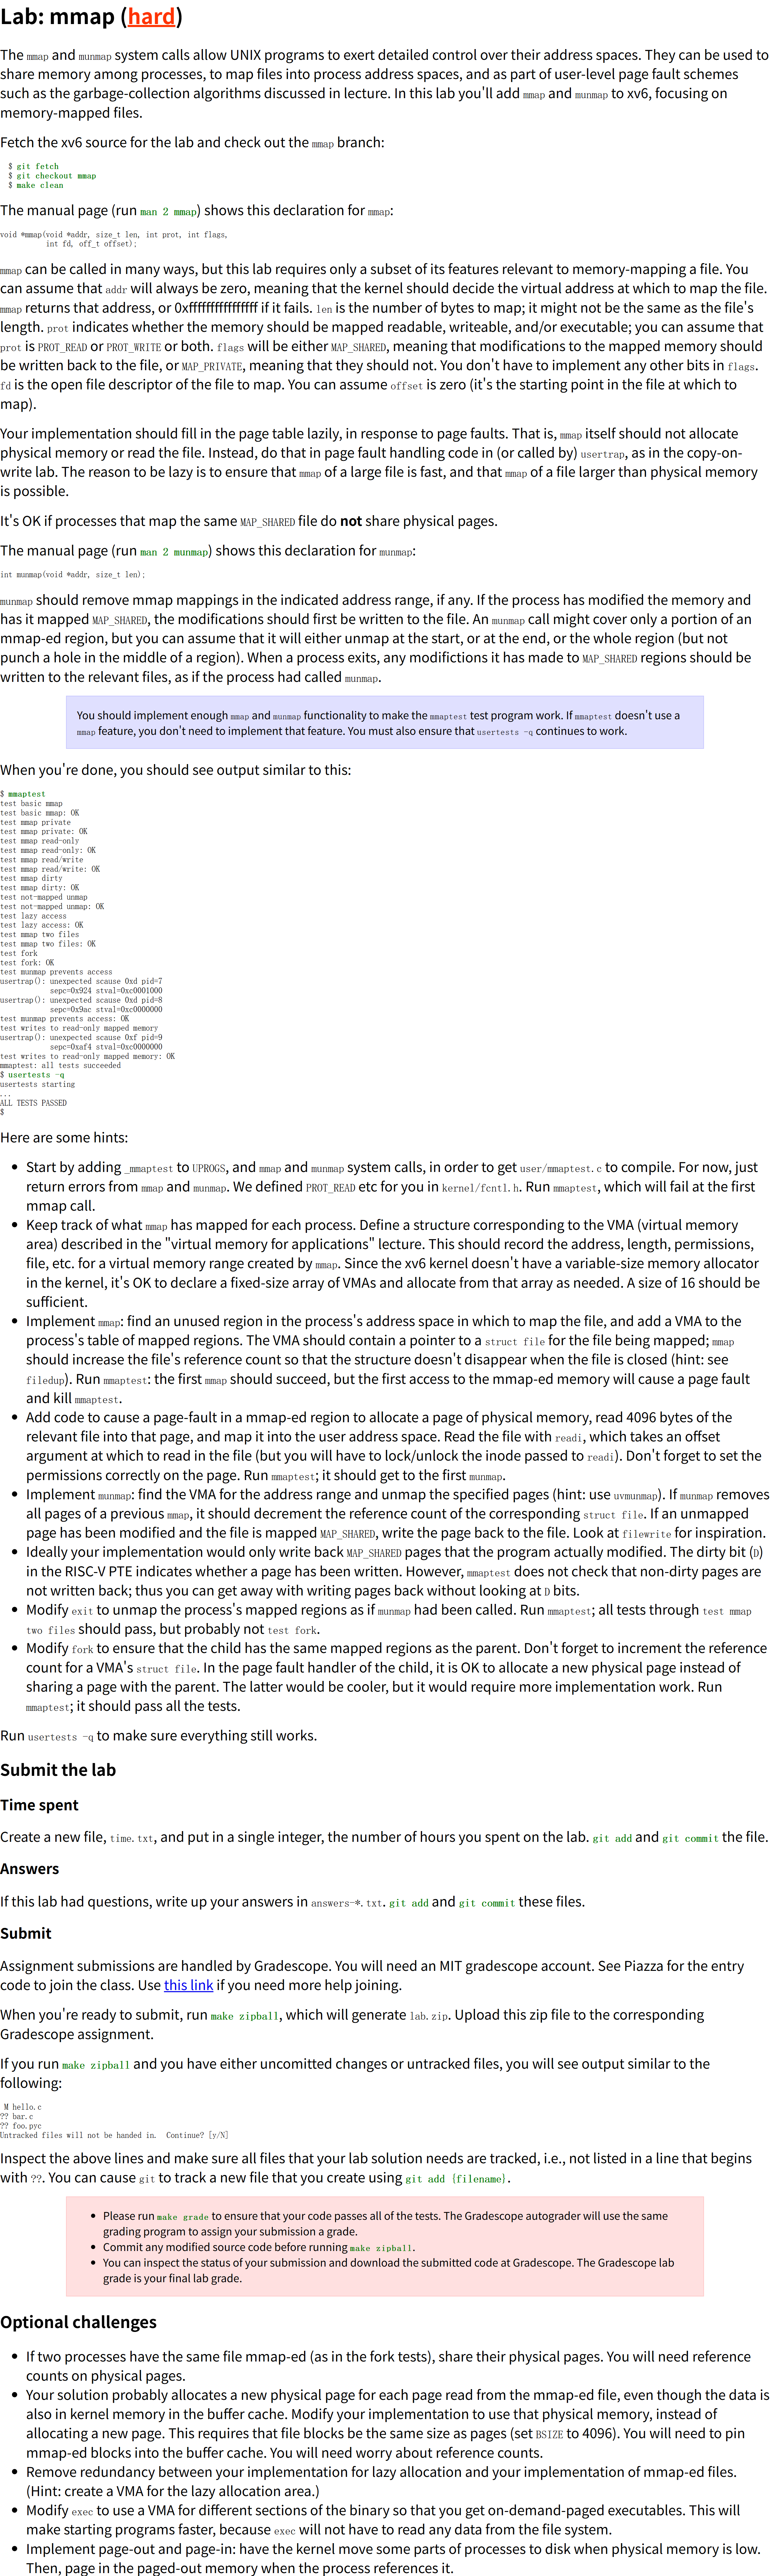 Lab: mmap (hard)
The mmap and munmap system calls allow UNIX programs to exert detailed control over their address spaces. They can be used to
share memory among processes, to map files into process address spaces, and as part of user-level page fault schemes
such as the garbage-collection algorithms discussed in lecture. In this lab you'll add mmap and munmap to xv6, focusing on
memory-mapped files.
Fetch the xv6 source for the lab and check out the mmap branch:
$ git fetch
$ git checkout mmap
$ make clean
The manual page (run man 2 mmap) shows this declaration for mmap:
void *mmap(void *addr, size_t len, int prot, int flags,
int fd, off_t offset);
mmap can be called in many ways, but this lab requires only a subset of its features relevant to memory-mapping a file. You
can assume that addr will always be zero, meaning that the kernel should decide the virtual address at which to map the file.
mmap returns that address, or 0xffffffffffffffff if it fails. len is the number of bytes to map; it might not be the same as the file's
length. prot indicates whether the memory should be mapped readable, writeable, and/or executable; you can assume that
prot is PROT_READ or PROT_WRITE or both. flags will be either MAP_SHARED, meaning that modifications to the mapped memory should
be written back to the file, or MAP_PRIVATE, meaning that they should not. You don't have to implement any other bits in flags.
fd is the open file descriptor of the file to map. You can assume offset is zero (it's the starting point in the file at which to
map).
Your implementation should fill in the page table lazily, in response to page faults. That is, mmap itself should not allocate
physical memory or read the file. Instead, do that in page fault handling code in (or called by) usertrap, as in the copy-on-
write lab. The reason to be lazy is to ensure that mmap of a large file is fast, and that mmap of a file larger than physical memory
is possible.
It's OK if processes that map the same MAP_SHARED file do not share physical pages.
The manual page (run man 2 munmap) shows this declaration for munmap:
int munmap(void *addr, size_t len);
munmap should remove mmap mappings in the indicated address range, if any. If the process has modified the memory and
has it mapped MAP_SHARED, the modifications should first be written to the file. An munmap call might cover only a portion of an
mmap-ed region, but you can assume that it will either unmap at the start, or at the end, or the whole region (but not
punch a hole in the middle of a region). When a process exits, any modifictions it has made to MAP_SHARED regions should be
written to the relevant files, as if the process had called munmap.
You should implement enough mmap and munmap functionality to make the mmaptest test program work. If mmaptest doesn't use a
mmap feature, you don't need to implement that feature. You must also ensure that usertests -q continues to work.
When you're done, you should see output similar to this:
$ mmaptest
test basic mmap
test basic mmap: OK
test mmap private
test mmap private: OK
test mmap read-only
test mmap read-only: OK
test mmap read/write
test mmap read/write: OK
test mmap dirty
test mmap dirty: OK
test not-mapped unmap
test not-mapped unmap: OK
test lazy access
test lazy access: OK
test mmap two files
test mmap two files: OK
test fork
test fork: OK
test munmap prevents access
usertrap(): unexpected scause 0xd pid=7
sepc=0x924 stval=0xc0001000
usertrap(): unexpected scause 0xd pid=8
sepc=0x9ac stval=0xc0000000
test munmap prevents access: OK
test writes to read-only mapped memory
usertrap(): unexpected scause 0xf pid=9
sepc=0xaf4 stval=0xc0000000
test writes to read-only mapped memory: OK
mmaptest: all tests succeeded
$ usertests -q
usertests starting
...
ALL TESTS PASSED
$
Here are some hints:
• Start by adding _mmaptest to UPROGS, and mmap and munmap system calls, in order to get user/mmaptest.c to compile. For now, just
return errors from mmap and munmap. We defined PROT_READ etc for you in kernel/fcntl.h. Run mmaptest, which will fail at the first
mmap call.
• Keep track of what mmap has mapped for each process. Define a structure corresponding to the VMA (virtual memory
area) described in the "virtual memory for applications" lecture. This should record the address, length, permissions,
file, etc. for a virtual memory range created by mmap. Since the xv6 kernel doesn't have a variable-size memory allocator
in the kernel, it's OK to declare a fixed-size array of VMAs and allocate from that array as needed. A size of 16 should be
sufficient.
• Implement mmap: find an unused region in the process's address space in which to map the file, and add a VMA to the
process's table of mapped regions. The VMA should contain a pointer to a struct file for the file being mapped; mmap
should increase the file's reference count so that the structure doesn't disappear when the file is closed (hint: see
filedup). Run mmaptest: the first mmap should succeed, but the first access to the mmap-ed memory will cause a page fault
and kill mmaptest.
• Add code to cause a page-fault in a mmap-ed region to allocate a page of physical memory, read 4096 bytes of the
relevant file into that page, and map it into the user address space. Read the file with readi, which takes an offset
argument at which to read in the file (but you will have to lock/unlock the inode passed to readi). Don't forget to set the
permissions correctly on the page. Run mmaptest; it should get to the first munmap.
• Implement munmap: find the VMA for the address range and unmap the specified pages (hint: use uvmunmap). If munmap removes
all pages of a previous mmap, it should decrement the reference count of the corresponding struct file. If an unmapped
page has been modified and the file is mapped MAP_SHARED, write the page back to the file. Look at filewrite for inspiration.
• Ideally your implementation would only write back MAP_SHARED pages that the program actually modified. The dirty bit (D)
in the RISC-V PTE indicates whether a page has been written. However, mmaptest does not check that non-dirty pages are
not written back; thus you can get away with writing pages back without looking at D bits.
• Modify exit to unmap the process's mapped regions as if munmap had been called. Run mmaptest; all tests through test mmap
two files should pass, but probably not test fork.
• Modify fork to ensure that the child has the same mapped regions as the parent. Don't forget to increment the reference
count for a VMA's struct file. In the page fault handler of the child, it is OK to allocate a new physical page instead of
sharing a page with the parent. The latter would be cooler, but it would require more implementation work. Run
mmaptest; it should pass all the tests.
Run usertests -q to make sure everything still works.
Submit the lab
Time spent
Create a new file, time.txt, and put in a single integer, the number of hours you spent on the lab. git add and git commit the file.
Answers
If this lab had questions, write up your answers in answers-*.txt. git add and git commit these files.
Submit
Assignment submissions are handled by Gradescope. You will need an MIT gradescope account. See Piazza for the entry
code to join the class. Use this link if you need more help joining.
When you're ready to submit, run make zipball, which will generate lab.zip. Upload this zip file to the corresponding
Gradescope assignment.
If you run make zipball and you have either uncomitted changes or untracked files, you will see output similar to the
following:
M hello.c
?? bar.c
?? foo.pyc
Untracked files will not be handed in.  Continue? [y/N]
Inspect the above lines and make sure all files that your lab solution needs are tracked, i.e., not listed in a line that begins
with ??. You can cause git to track a new file that you create using git add {filename}.
• Please run make grade to ensure that your code passes all of the tests. The Gradescope autograder will use the same
grading program to assign your submission a grade.
• Commit any modified source code before running make zipball.
• You can inspect the status of your submission and download the submitted code at Gradescope. The Gradescope lab
grade is your final lab grade.
Optional challenges
• If two processes have the same file mmap-ed (as in the fork tests), share their physical pages. You will need reference
counts on physical pages.
• Your solution probably allocates a new physical page for each page read from the mmap-ed file, even though the data is
also in kernel memory in the buffer cache. Modify your implementation to use that physical memory, instead of
allocating a new page. This requires that file blocks be the same size as pages (set BSIZE to 4096). You will need to pin
mmap-ed blocks into the buffer cache. You will need worry about reference counts.
• Remove redundancy between your implementation for lazy allocation and your implementation of mmap-ed files.
(Hint: create a VMA for the lazy allocation area.)
• Modify exec to use a VMA for different sections of the binary so that you get on-demand-paged executables. This will
make starting programs faster, because exec will not have to read any data from the file system.
• Implement page-out and page-in: have the kernel move some parts of processes to disk when physical memory is low.
Then, page in the paged-out memory when the process references it.